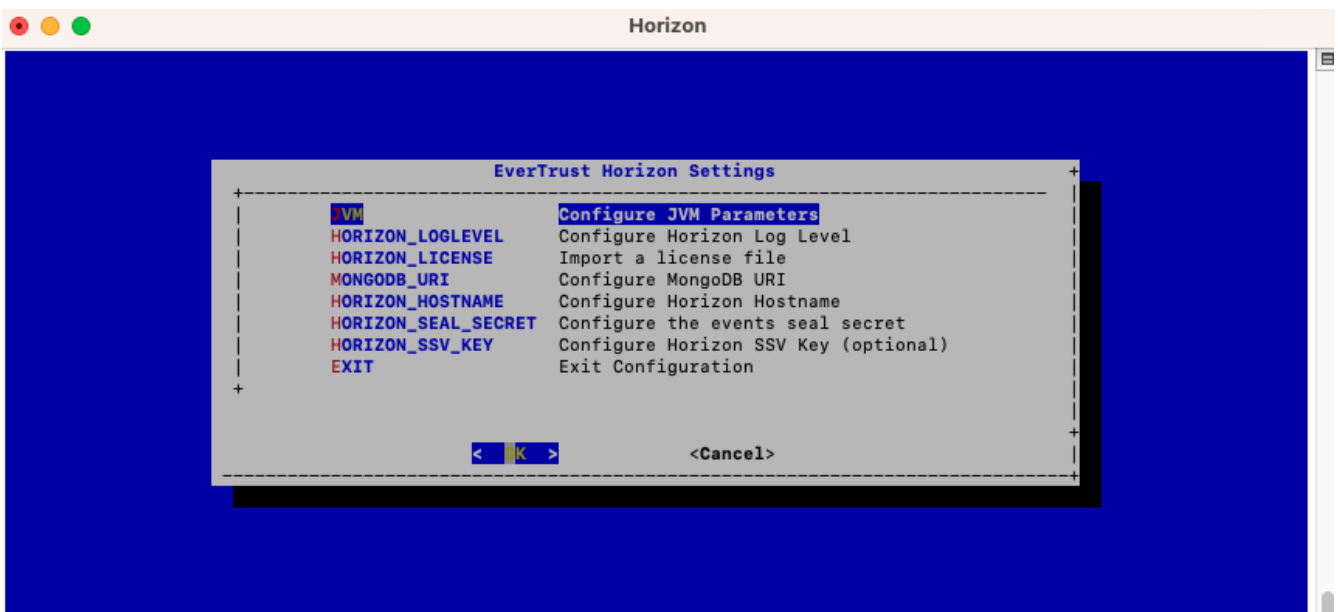 Horizon
EverTrust Horizon Settings
JVM Configure JVM Parameters
HORIZON_LOGLEVEL Configure Horizon Log Level
HORIZON_LICENSE Import a license file
MONGODB_URI Configure MongoDB URI
HORIZON_HOSTNAME Configure Horizon Hostname
HORIZON_SEAL_SECRET Configure the events seal secret
HORIZON_SSV_KEY Configure Horizon SSV Key (optional)
EXIT Exit Configuration
< OK > <Cancel>